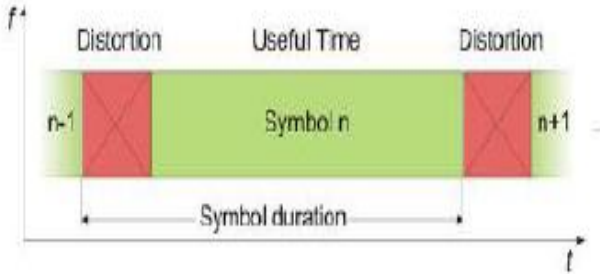 f
Distortion Useful Time Distortion
n-1 Symbol n n+1
Symbol duration
t